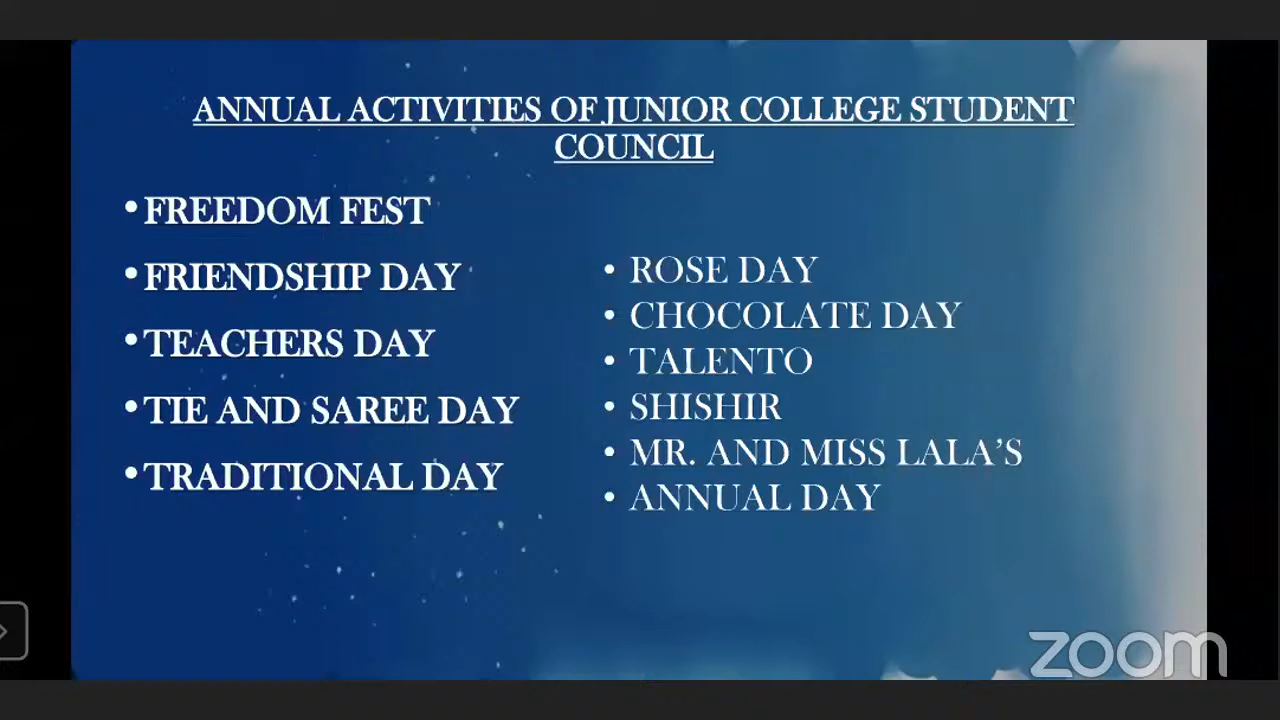 ANNUAL ACTIVITIES OF JUNIOR COLLEGE STUDENT
COUNCIL
• FREEDOM FEST
• FRIENDSHIP DAY
• TEACHERS DAY
• TIE AND SAREE DAY
• TRADITIONAL DAY
• ROSE DAY
• CHOCOLATE DAY
• TALENTO
• SHISHIR
• MR. AND MISS LALA'S
• ANNUAL DAY
zoom